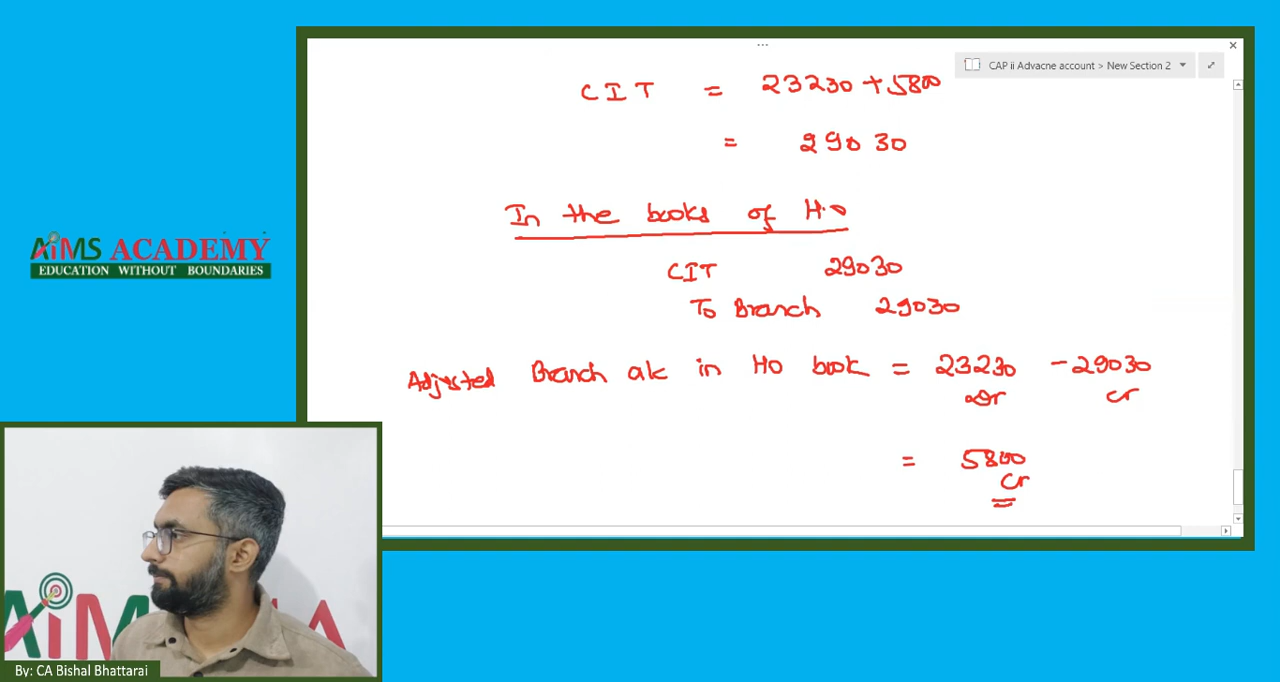 CAP ii Advacne account > New Section 2
CIT = 23230 + 5800
= 29030
In the books of H.O
CIT 29030
To Branch 29030
Adjusted Branch a/c in HO book = 23230 - 29030
Dr Cr
= 5800
Cr
AiMS ACADEMY
EDUCATION WITHOUT BOUNDARIES
AiM IA
By: CA Bishal Bhattarai